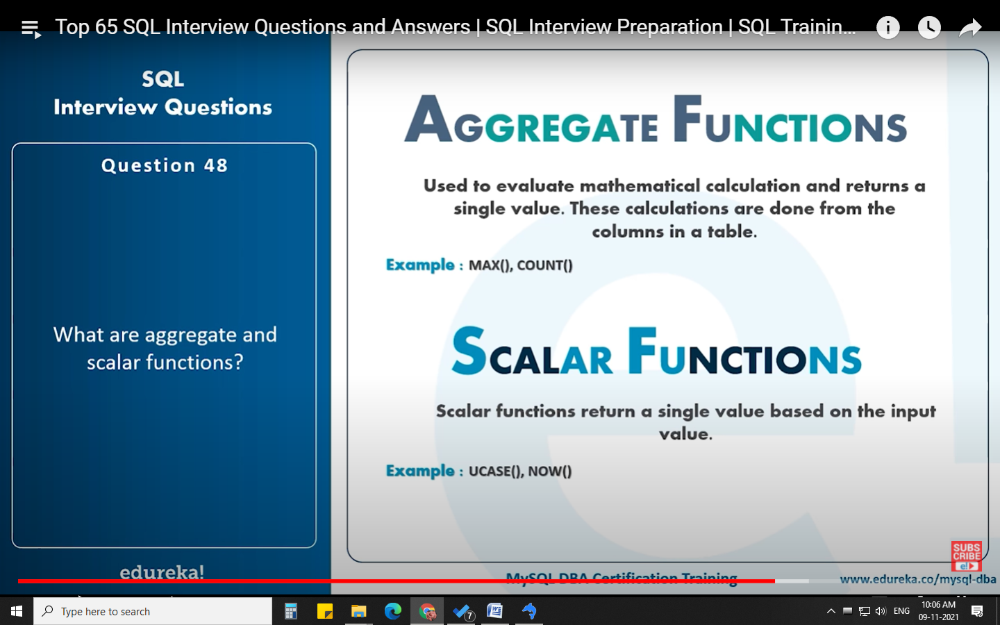 Top 65 SQL Interview Questions and Answers | SQL Interview Preparation | SQL Trainin...
SQL
Interview Questions
Question 48
What are aggregate and
scalar functions?
edureka!
AGGREGATE FUNCTIONS
Used to evaluate mathematical calculation and returns a
single value. These calculations are done from the
columns in a table.
Example : MAX(), COUNT()
SCALAR FUNCTIONS
Scalar functions return a single value based on the input
value.
Example : UCASE(), NOW()
SUBS
CRIBE
e!
MySQL DBA Certification Training
www.edureka.co/mysql-dba
Type here to search
7
ENG
10:06 AM
09-11-2021